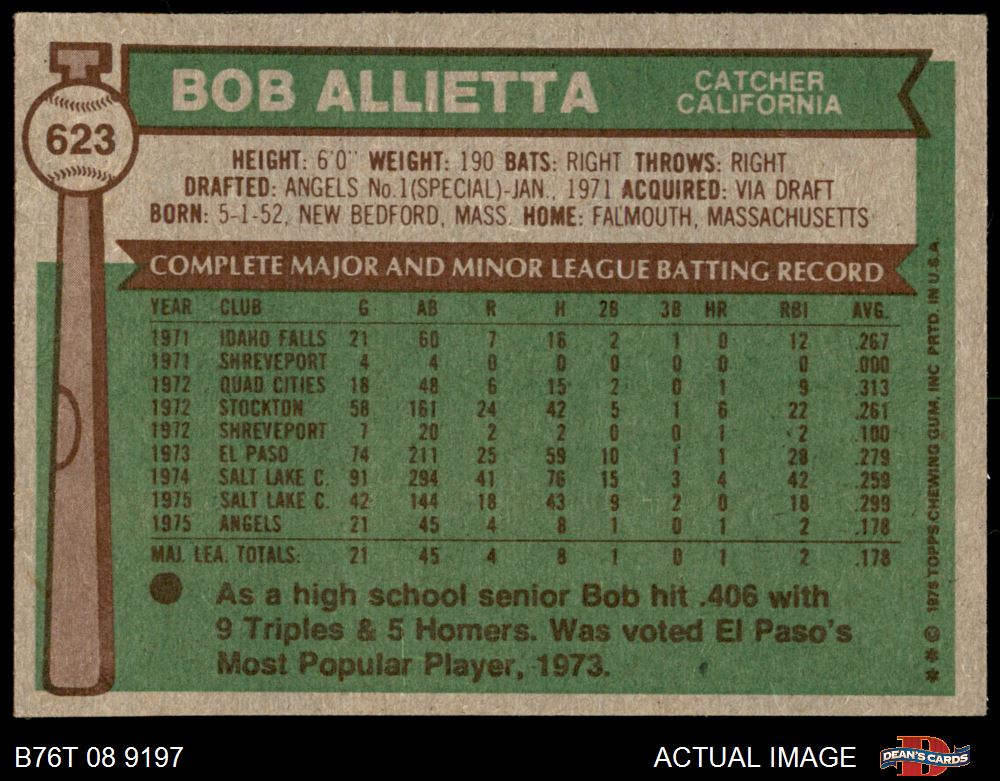 BOB ALLIETTA
CATCHER
CALIFORNIA
623
HEIGHT: 6'0" WEIGHT: 190 BATS: RIGHT THROWS: RIGHT
DRAFTED: ANGELS No.1(SPECIAL)-JAN., 1971 ACQUIRED: VIA DRAFT
BORN: 5-1-52, NEW BEDFORD, MASS. HOME: FALMOUTH, MASSACHUSETTS
COMPLETE MAJOR AND MINOR LEAGUE BATTING RECORD
YEAR CLUB G AB R H 2B 3B HR RBI AVG.
1971 IDAHO FALLS 21 60 7 16 2 1 0 12 .267
1971 SHREVEPORT 4 4 0 0 0 0 0 0 .000
1972 QUAD CITIES 18 48 6 15 2 0 1 9 .313
1972 STOCKTON 58 161 24 42 5 1 6 22 .261
1972 SHREVEPORT 7 20 2 2 0 0 1 2 .100
1973 EL PASO 74 211 25 59 10 1 1 28 .279
1974 SALT LAKE C. 91 294 41 76 15 3 4 42 .259
1975 SALT LAKE C. 42 144 18 43 9 2 0 18 .299
1975 ANGELS 21 45 4 8 1 0 1 2 .178
MAJ. LEA. TOTALS: 21 45 4 8 1 0 1 2 .178
As a high school senior Bob hit .406 with
9 Triples & 5 Homers. Was voted El Paso's
Most Popular Player, 1973.
** © 1976 TOPPS CHEWING GUM, INC PRTD. IN U.S.A.
B76T 08 9197
ACTUAL IMAGE
DEAN'S CARDS